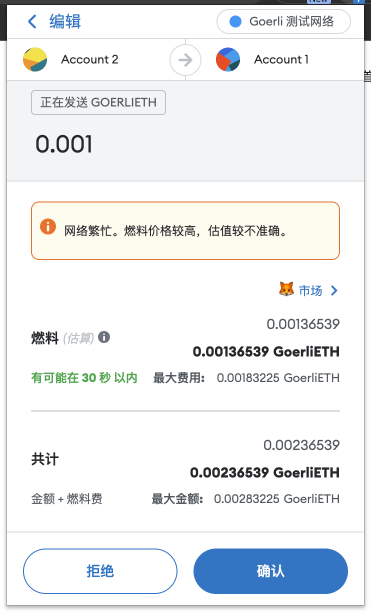 New
编辑
Goerli 测试网络
Account 2
Account 1
正在发送 GOERLIETH
0.001
网络繁忙。燃料价格较高，估值较不准确。
市场
0.00136539
燃料 (估算)
0.00136539 GoerliETH
有可能在 30 秒 以内 最大费用: 0.00183225 GoerliETH
0.00236539
共计
0.00236539 GoerliETH
金额 + 燃料费 最大金额: 0.00283225 GoerliETH
拒绝
确认